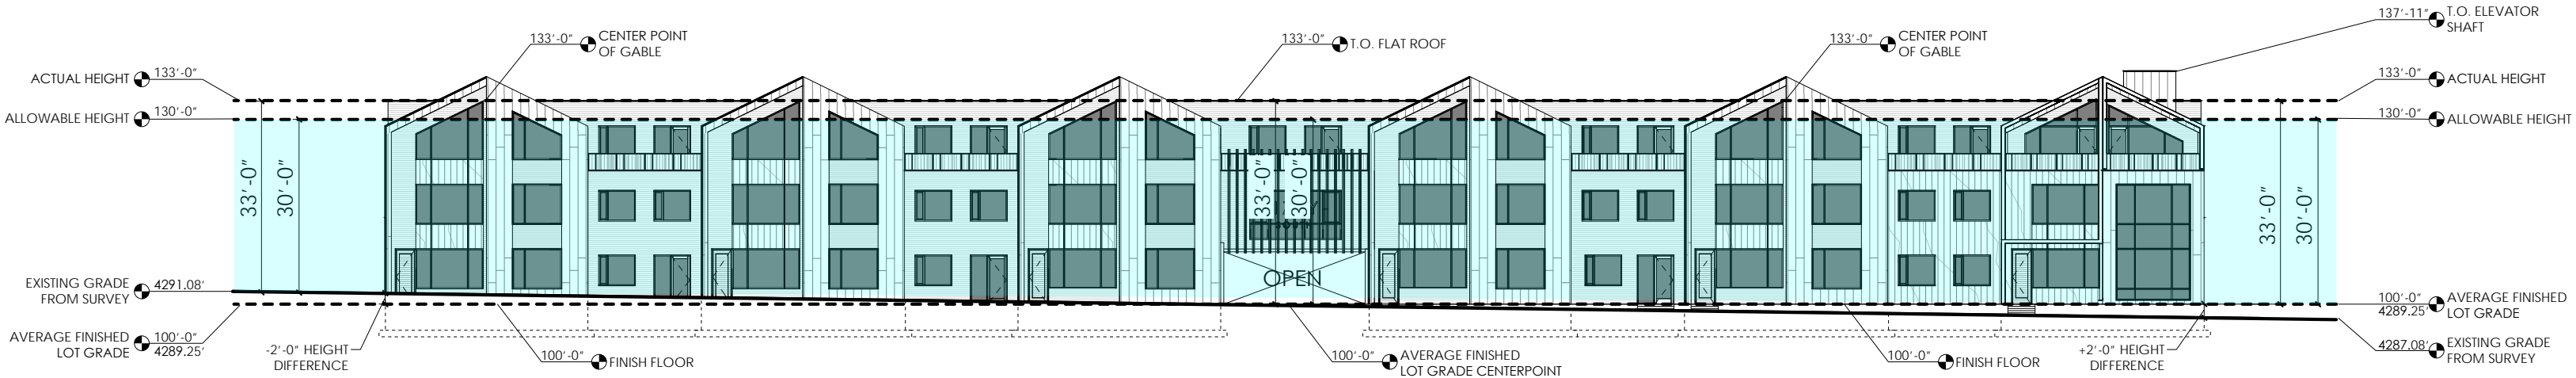 137'-11"
T.O. ELEVATOR
SHAFT
133'-0"
CENTER POINT
OF GABLE
133'-0"
T.O. FLAT ROOF
133'-0"
CENTER POINT
OF GABLE
ACTUAL HEIGHT
133'-0"
133'-0"
ACTUAL HEIGHT
ALLOWABLE HEIGHT
130'-0"
130'-0"
ALLOWABLE HEIGHT
33'-0"
30'-0"
33'-0"
30'-0"
33'-0"
30'-0"
OPEN
EXISTING GRADE
FROM SURVEY
4291.08'
100'-0"
4289.25'
AVERAGE FINISHED
LOT GRADE
AVERAGE FINISHED
LOT GRADE
100'-0"
4289.25'
-2'-0" HEIGHT
DIFFERENCE
100'-0"
FINISH FLOOR
100'-0"
AVERAGE FINISHED
LOT GRADE CENTERPOINT
100'-0"
FINISH FLOOR
+2'-0" HEIGHT
DIFFERENCE
4287.08'
EXISTING GRADE
FROM SURVEY